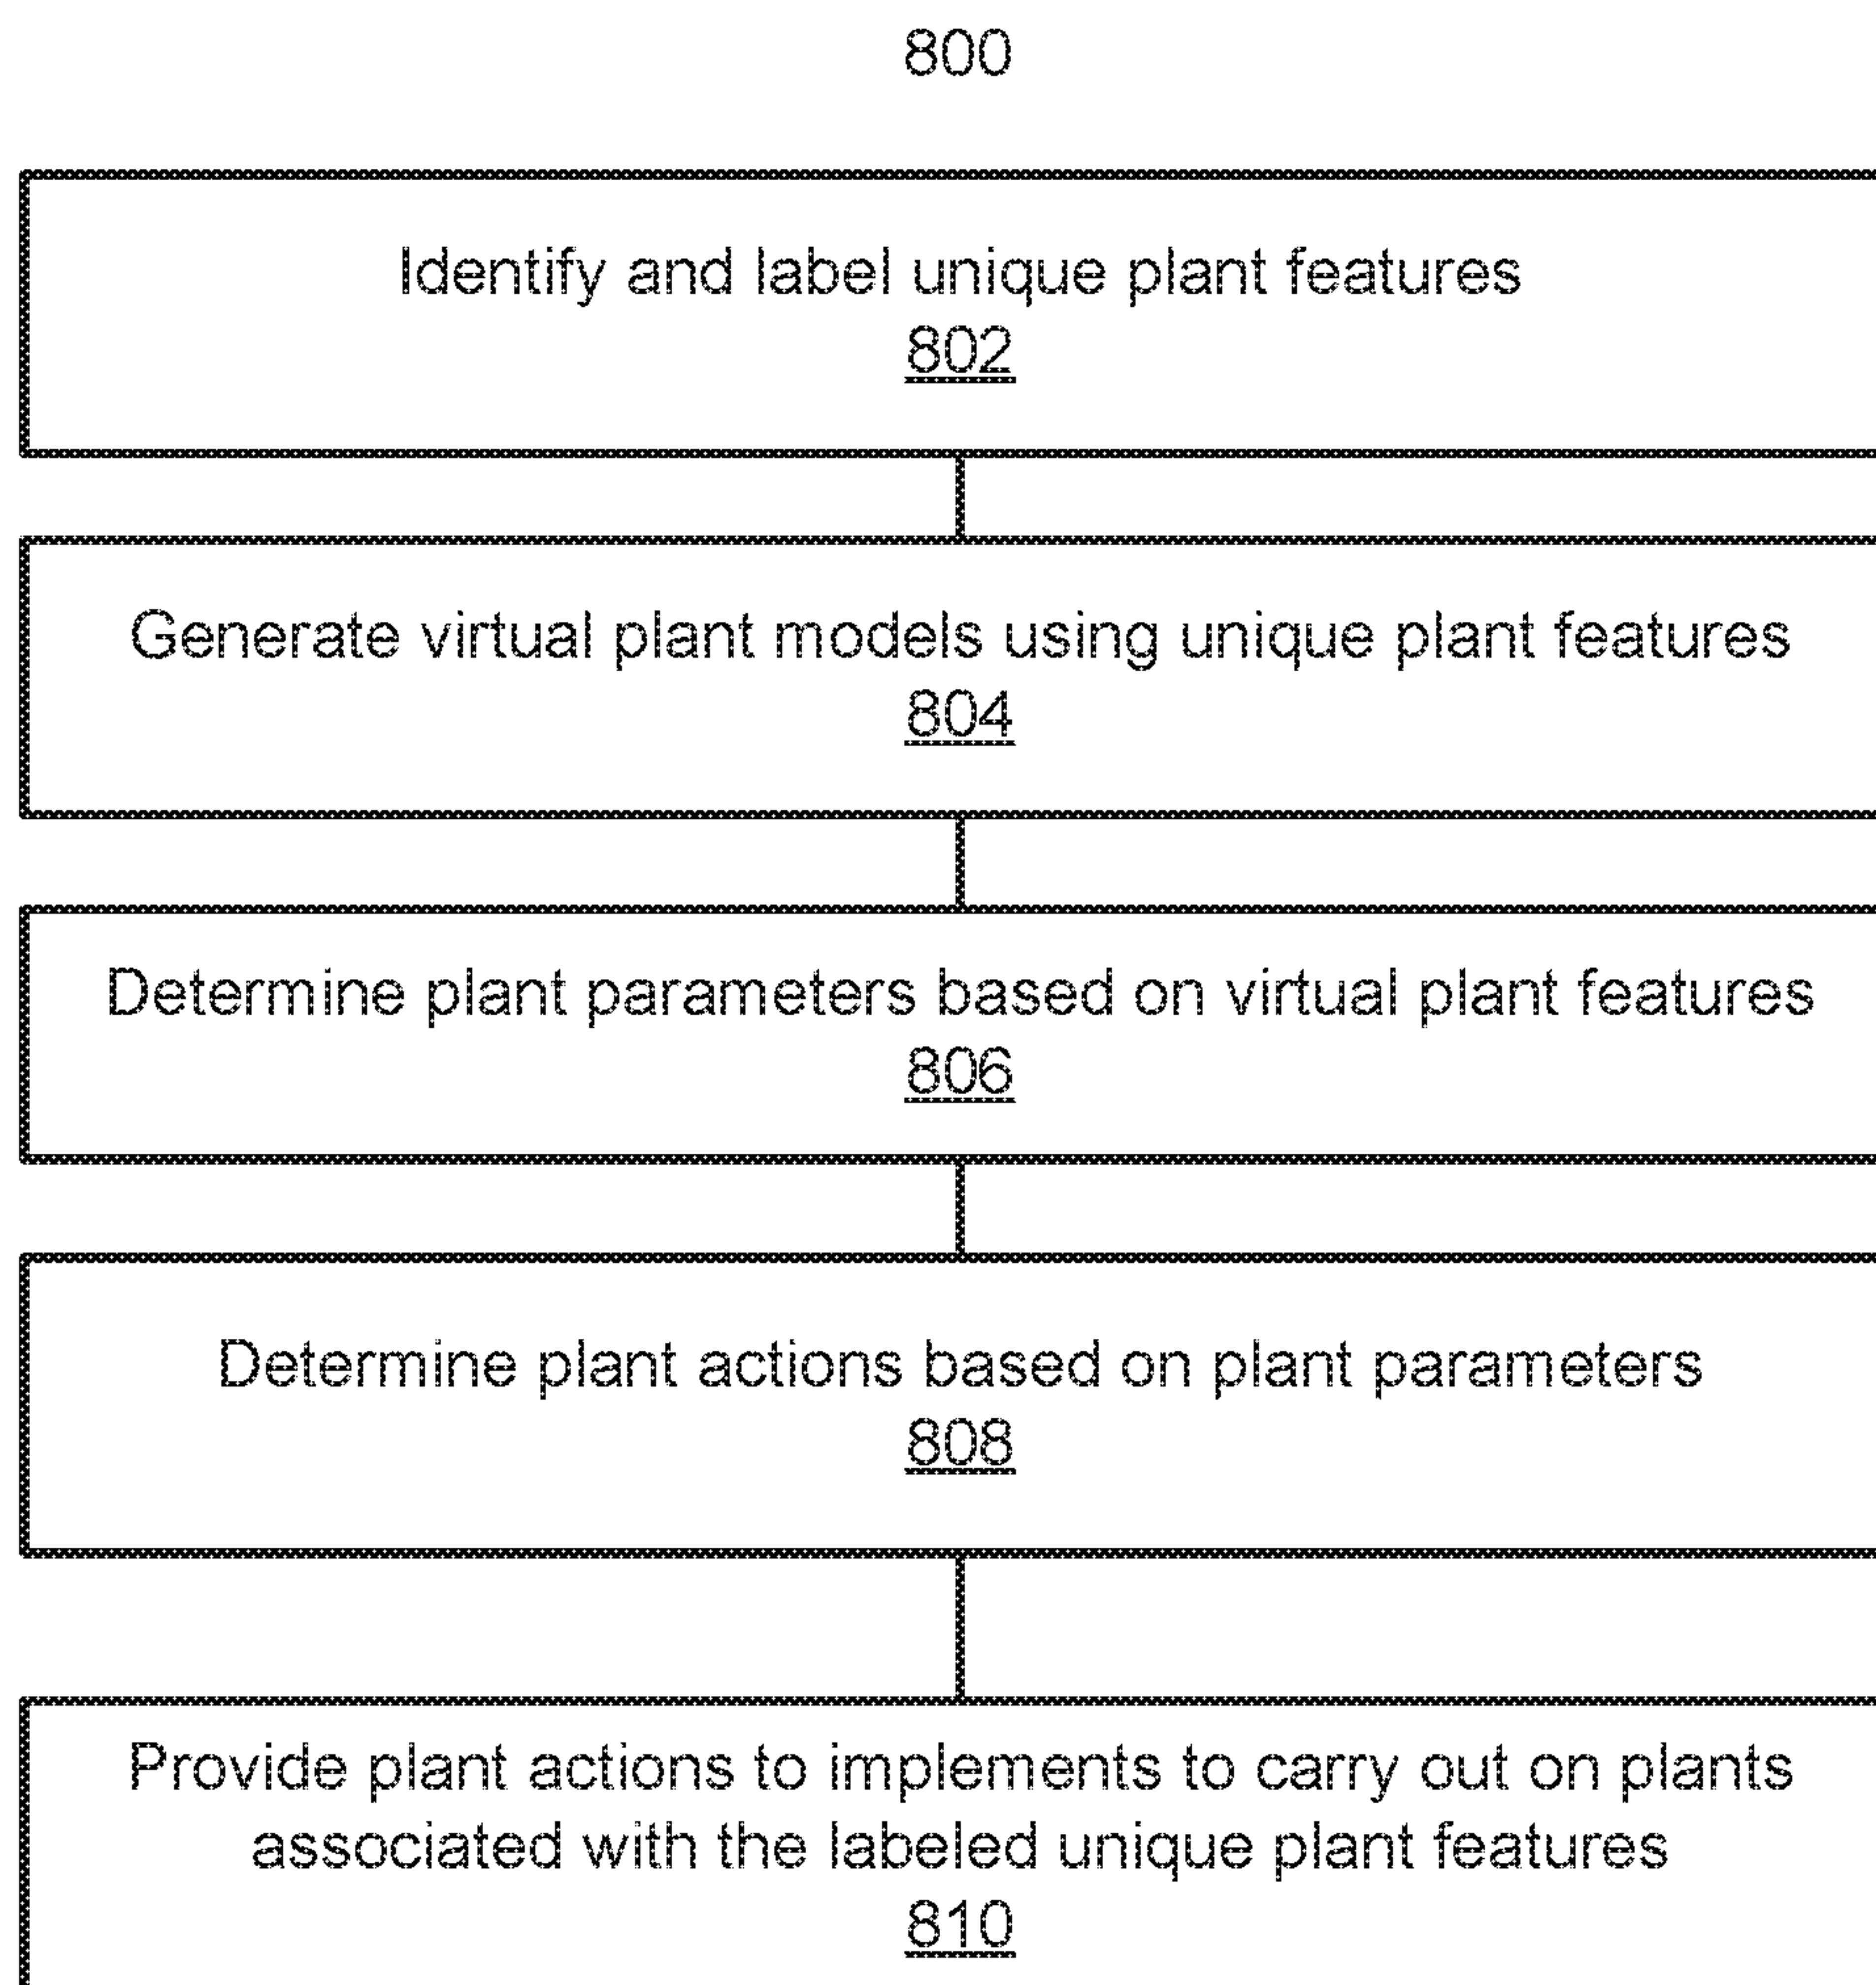 800
Identify and label unique plant features
802
Generate virtual plant models using unique plant features
804
Determine plant parameters based on virtual plant features
806
Determine plant actions based on plant parameters
808
Provide plant actions to implements to carry out on plants
associated with the labeled unique plant features
810